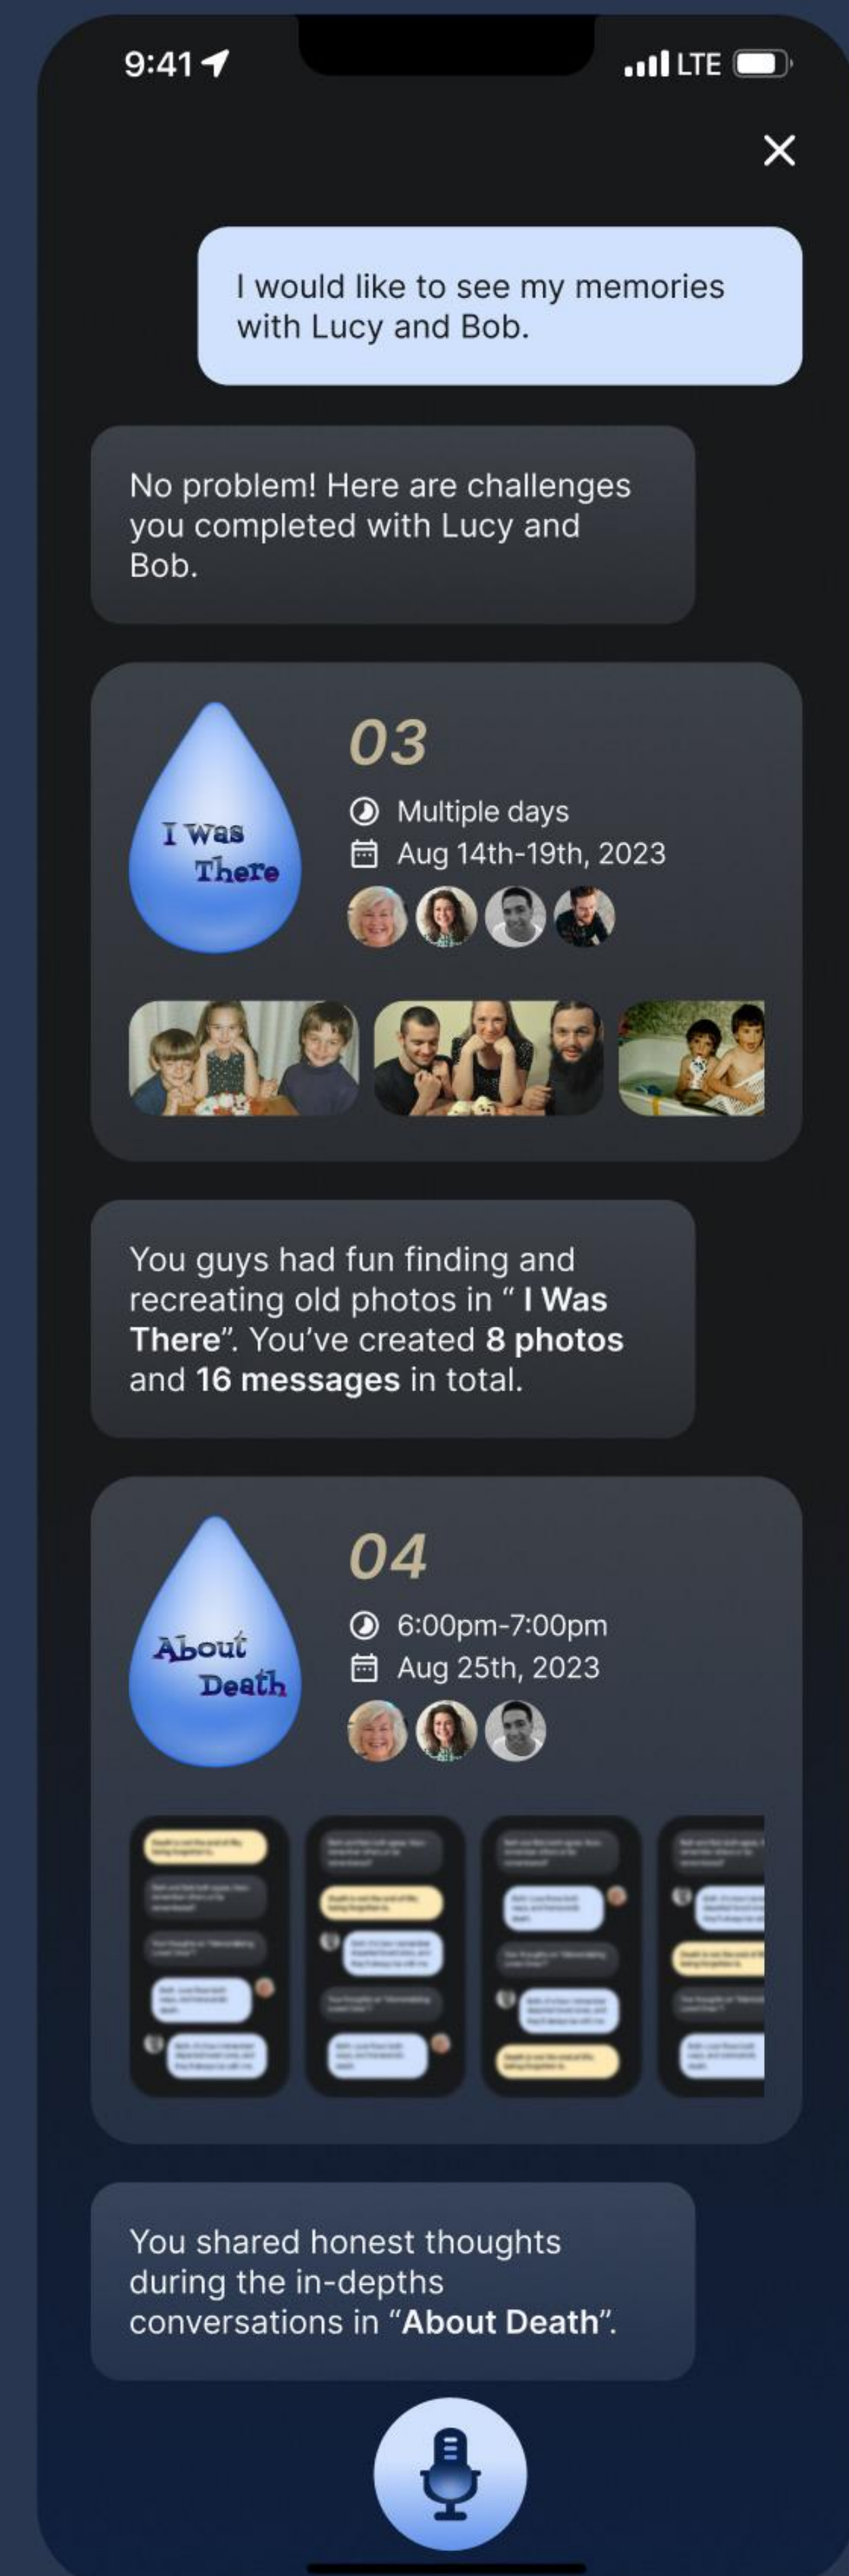 9:41
LTE
I would like to see my memories
with Lucy and Bob.
No problem! Here are challenges
you completed with Lucy and
Bob.
I Was
There
03
Multiple days
Aug 14th-19th, 2023
You guys had fun finding and
recreating old photos in “ I Was
There”. You’ve created 8 photos
and 16 messages in total.
About
Death
04
6:00pm-7:00pm
Aug 25th, 2023
You shared honest thoughts
during the in-depths
conversations in “About Death”.